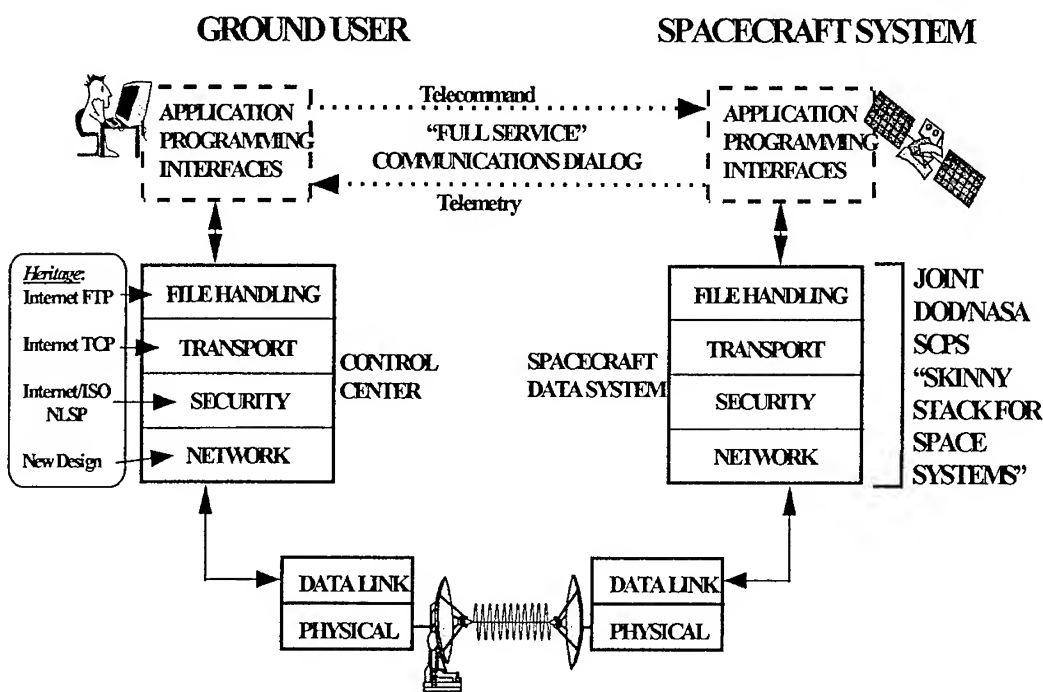 GROUND USER
SPACECRAFT SYSTEM
APPLICATION
PROGRAMMING
INTERFACES
Telecommand
"FULL SERVICE"
COMMUNICATIONS DIALOG
Telemetry
APPLICATION
PROGRAMMING
INTERFACES
Heritage:
Internet FTP
Internet TCP
Internet/ISO
NLSP
New Design
FILE HANDLING
TRANSPORT
SECURITY
NETWORK
CONTROL
CENTER
SPACECRAFT
DATA SYSTEM
FILE HANDLING
TRANSPORT
SECURITY
NETWORK
JOINT
DOD/NASA
SCPS
"SKINNY
STACK FOR
SPACE
SYSTEMS"
DATA LINK
PHYSICAL
DATA LINK
PHYSICAL